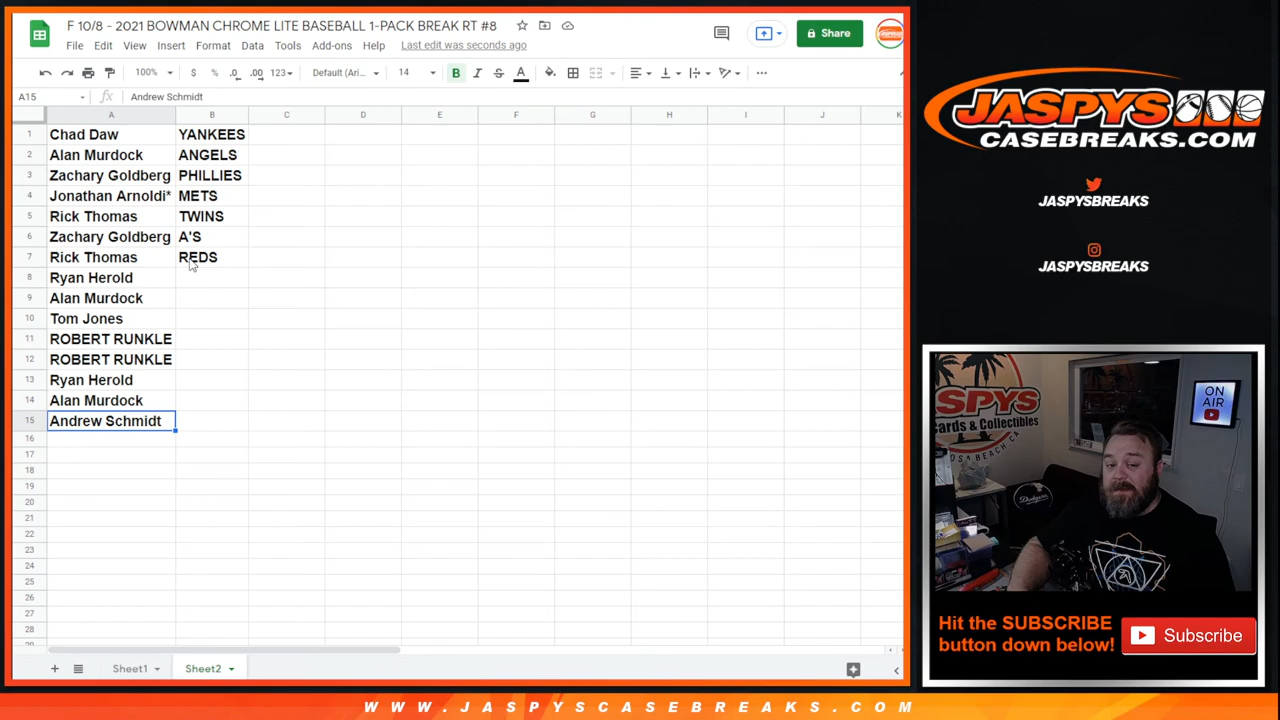 F 10/8 - 2021 BOWMAN CHROME LITE BASEBALL 1-PACK BREAK RT #8
File Edit View Insert Format Data Tools Add-ons Help Last edit was seconds ago
Share
100% $ % .0 .00 123 Default (Ari... 14 B I S A
A15 fx Andrew Schmidt
A B C D E F G H I J K
1 Chad Daw YANKEES
2 Alan Murdock ANGELS
3 Zachary Goldberg PHILLIES
4 Jonathan Arnoldi* METS
5 Rick Thomas TWINS
6 Zachary Goldberg A'S
7 Rick Thomas REDS
8 Ryan Herold
9 Alan Murdock
10 Tom Jones
11 ROBERT RUNKLE
12 ROBERT RUNKLE
13 Ryan Herold
14 Alan Murdock
15 Andrew Schmidt
16
17
18
19
20
21
22
23
24
25
26
27
28
Sheet1 Sheet2
JASPYS
CASEBREAKS.COM
JASPYSBREAKS
JASPYSBREAKS
JASPYS
Cards & Collectibles
Dodgers
ON
AIR
Hit the SUBSCRIBE
button down below!
Subscribe
WWW.JASPYSCASEBREAKS.COM